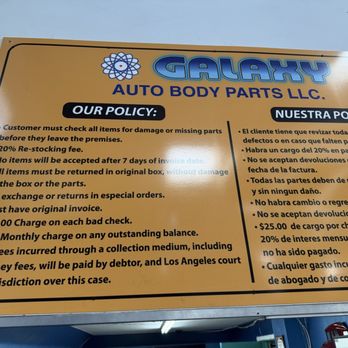 GALAXY
AUTO BODY PARTS LLC.
OUR POLICY:
• Customer must check all items for damage or missing parts
before they leave the premises.
20% Re-stocking fee.
No items will be accepted after 7 days of invoice date.
ll items must be returned in original box, without damage
the box or the parts.
exchange or returns in especial orders.
st have original invoice.
00 Charge on each bad check.
Monthly charge on any outstanding balance.
ees incurred through a collection medium, including
ey fees, will be paid by debtor, and Los Angeles court
isdiction over this case.
NUESTRA PO
• El cliente tiene que revizar toda
defectos o en caso que falten p
• Habra un cargo del 20% en
• No se aceptan devoluciones
fecha de la factura.
• Todas las partes deben de
y sin ningun daño.
• No habra cambio o regre
• No se aceptan devolucio
• $25.00 de cargo por ch
20% de interes mensu
no ha sido pagado.
• Cualquier gasto incu
de abogado y de co